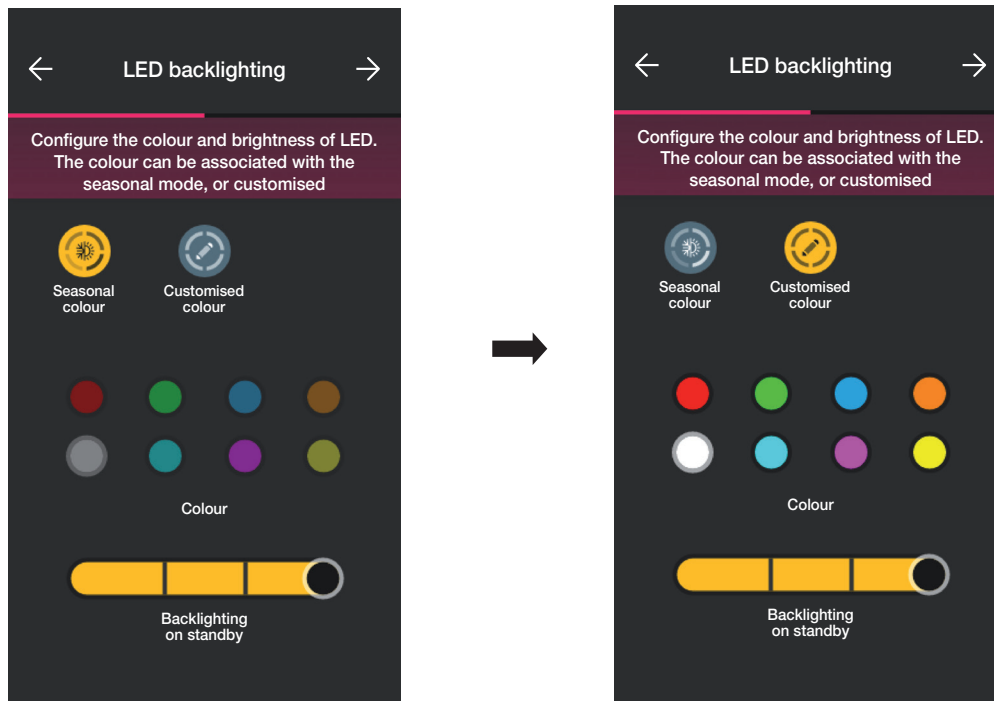 LED backlighting
Configure the colour and brightness of LED.
The colour can be associated with the
seasonal mode, or customised
Seasonal
colour
Customised
colour
Colour
Backlighting
on standby
LED backlighting
Configure the colour and brightness of LED.
The colour can be associated with the
seasonal mode, or customised
Seasonal
colour
Customised
colour
Colour
Backlighting
on standby